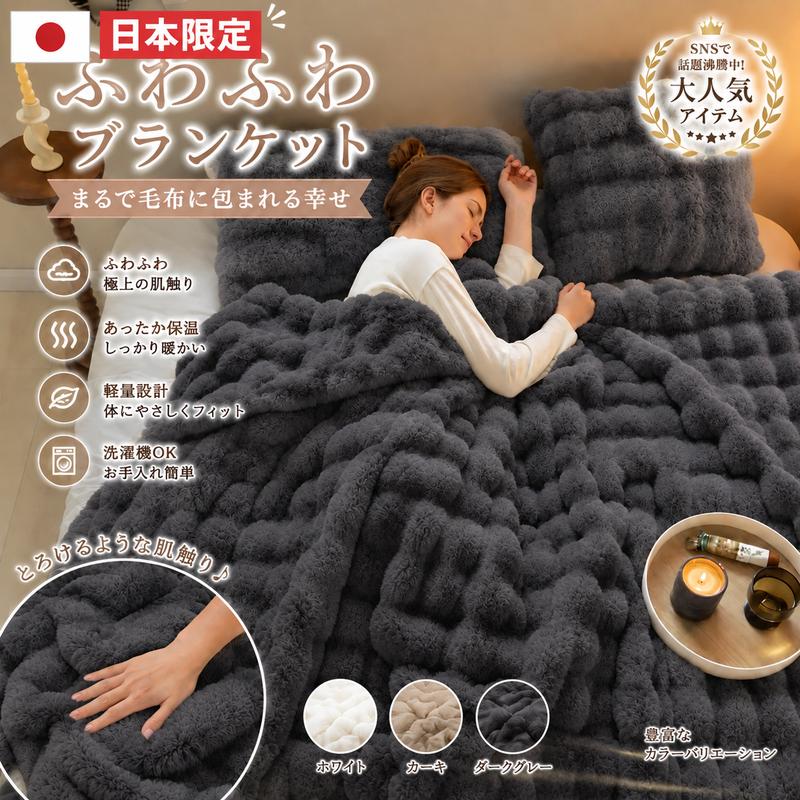 日本限定
ふわふわ
ブランケット
まるで毛布に包まれる幸せ
SNSで
話題沸騰中!
大人気
アイテム
ふわふわ
極上の肌触り
あったか保温
しっかり暖かい
軽量設計
体にやさしくフィット
洗濯機OK
お手入れ簡単
とろけるような肌触り♪
ホワイト
カーキ
ダークグレー
豊富な
カラーバリエーション